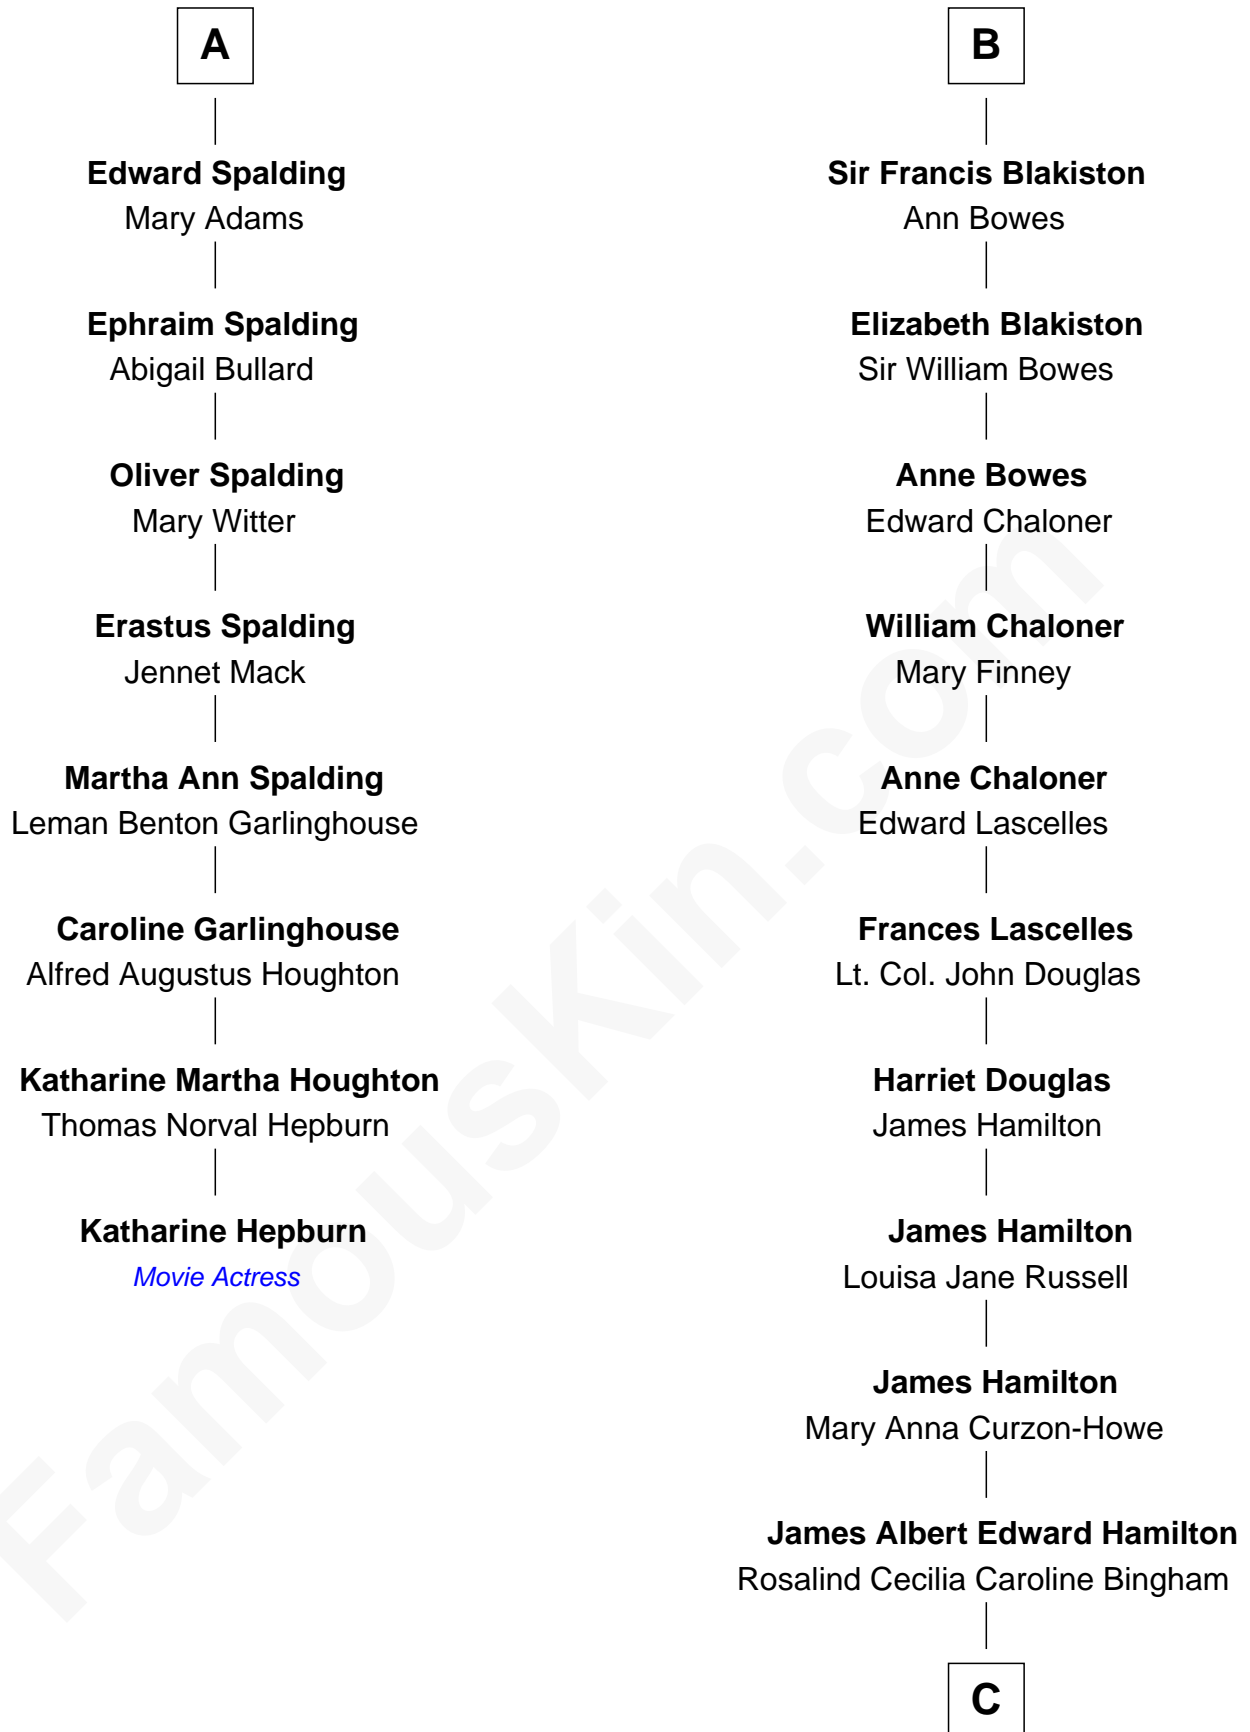 A
Edward Spalding
Mary Adams
Ephraim Spalding
Abigail Bullard
Oliver Spalding
Mary Witter
Erastus Spalding
Jennet Mack
Martha Ann Spalding
Leman Benton Garlinghouse
Caroline Garlinghouse
Alfred Augustus Houghton
Katharine Martha Houghton
Thomas Norval Hepburn
Katharine Hepburn
Movie Actress
B
Sir Francis Blakiston
Ann Bowes
Elizabeth Blakiston
Sir William Bowes
Anne Bowes
Edward Chaloner
William Chaloner
Mary Finney
Anne Chaloner
Edward Lascelles
Frances Lascelles
Lt. Col. John Douglas
Harriet Douglas
James Hamilton
James Hamilton
Louisa Jane Russell
James Hamilton
Mary Anna Curzon-Howe
James Albert Edward Hamilton
Rosalind Cecilia Caroline Bingham
C
FamousKin.com